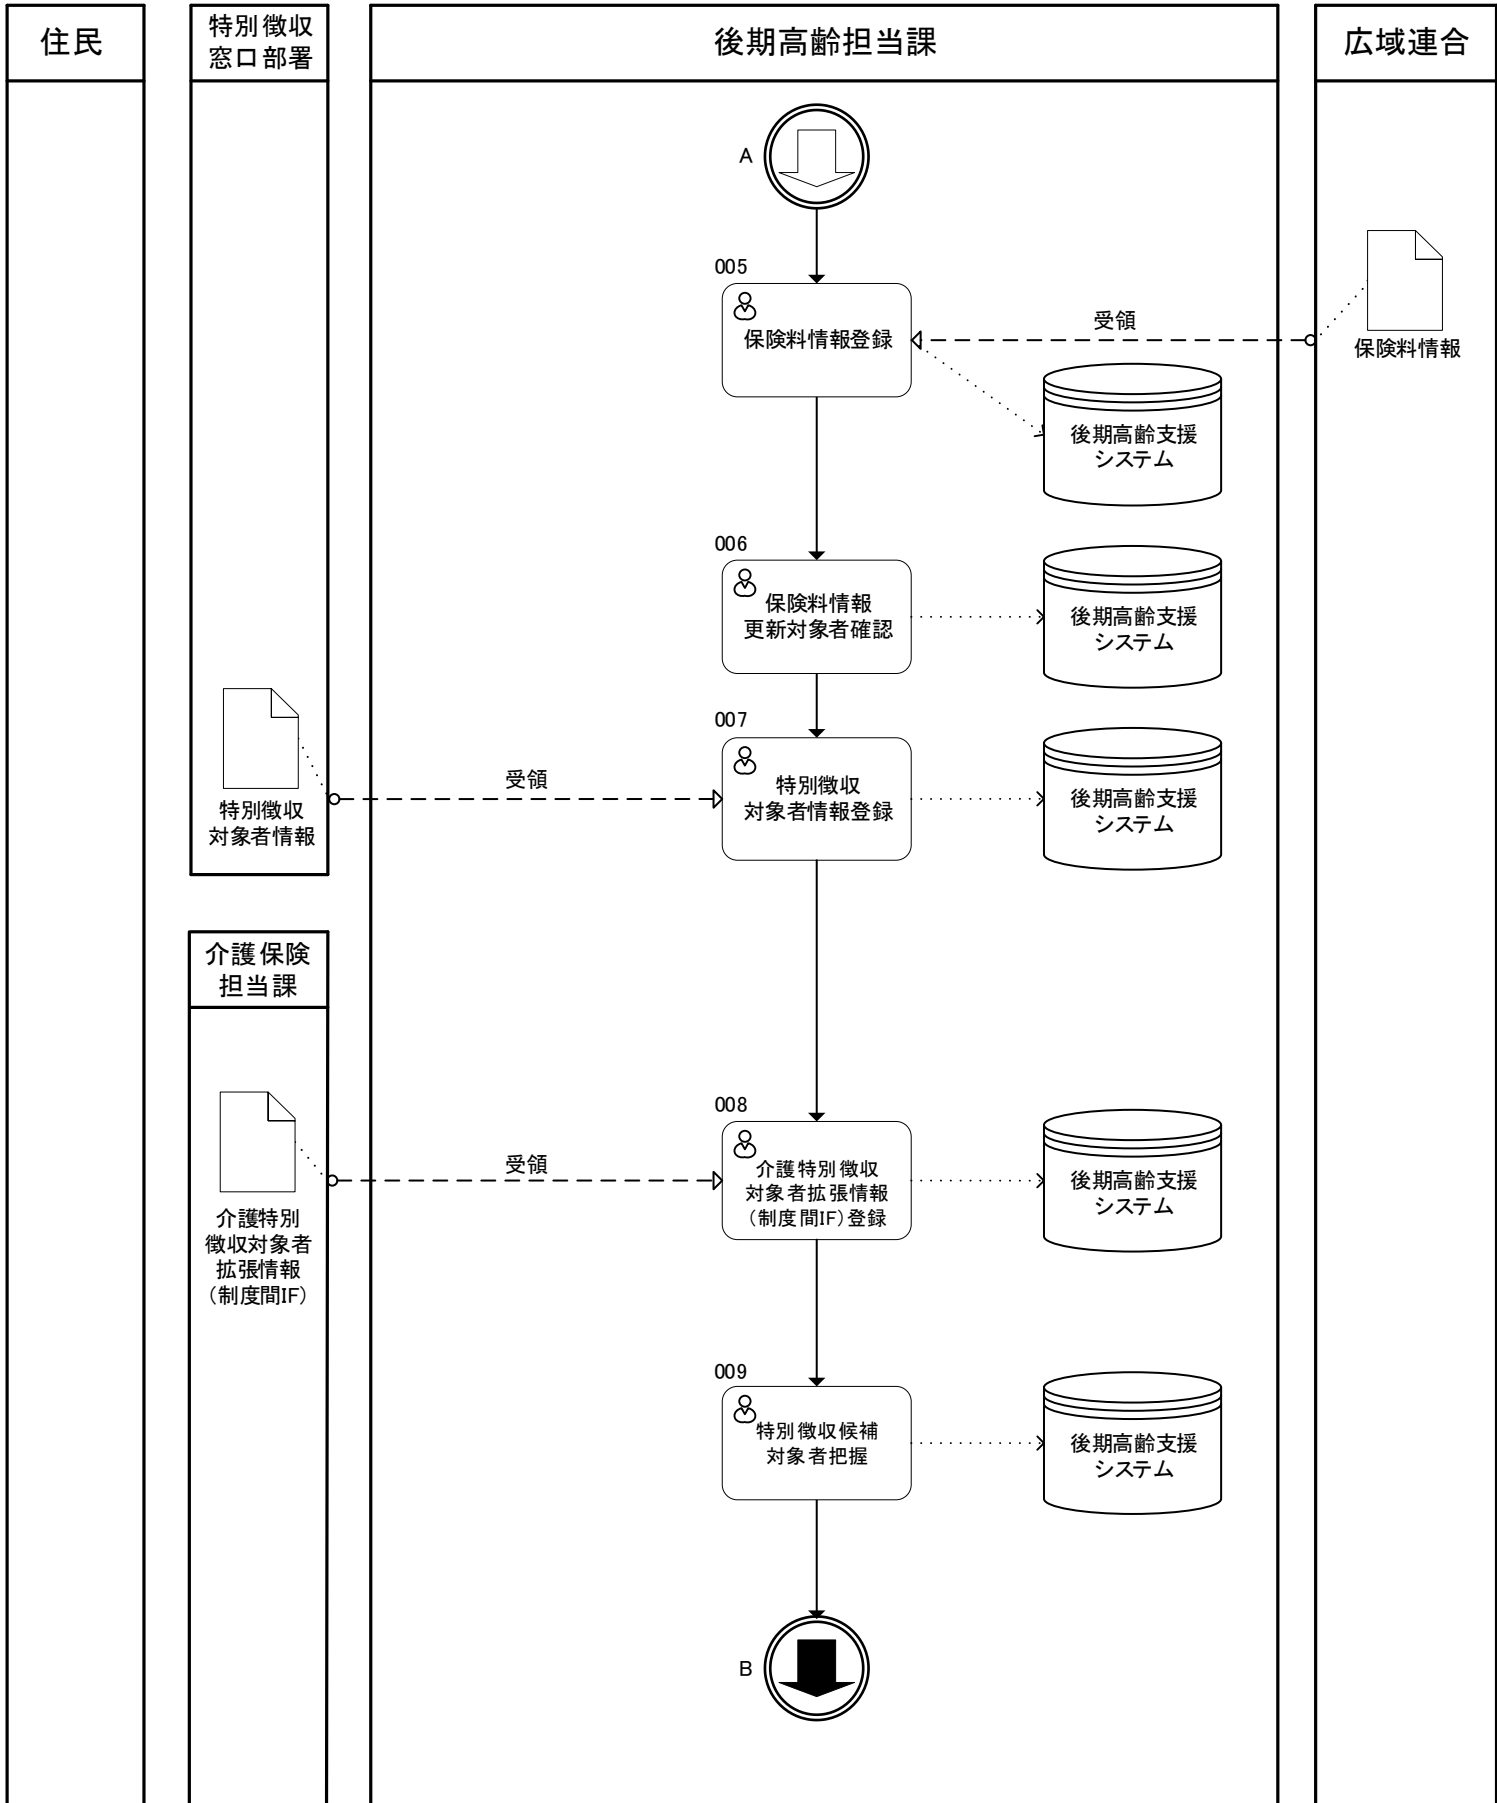 住民
特別徴収
窓口部署
後期高齢担当課
広域連合
A
005
保険料情報登録
受領
保険料情報
後期高齢支援
システム
006
保険料情報
更新対象者確認
後期高齢支援
システム
特別徴収
対象者情報
受領
007
特別徴収
対象者情報登録
後期高齢支援
システム
介護保険
担当課
介護特別
徴収対象者
拡張情報
（制度間IF）
受領
008
介護特別徴収
対象者拡張情報
（制度間IF）登録
後期高齢支援
システム
009
特別徴収候補
対象者把握
後期高齢支援
システム
B